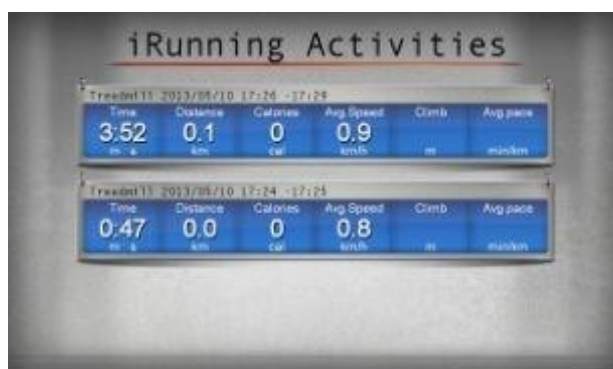 iRunning Activities
Treadmill 2013/05/10 17:26 -17:29
Time Distance Calories Avg.Speed Climb Avg.pace
3:52 0.1 0 0.9
m s km cal km/h m min/km
Treadmill 2013/05/10 17:24 -17:25
Time Distance Calories Avg.Speed Climb Avg.pace
0:47 0.0 0 0.8
m s km cal km/h m min/km